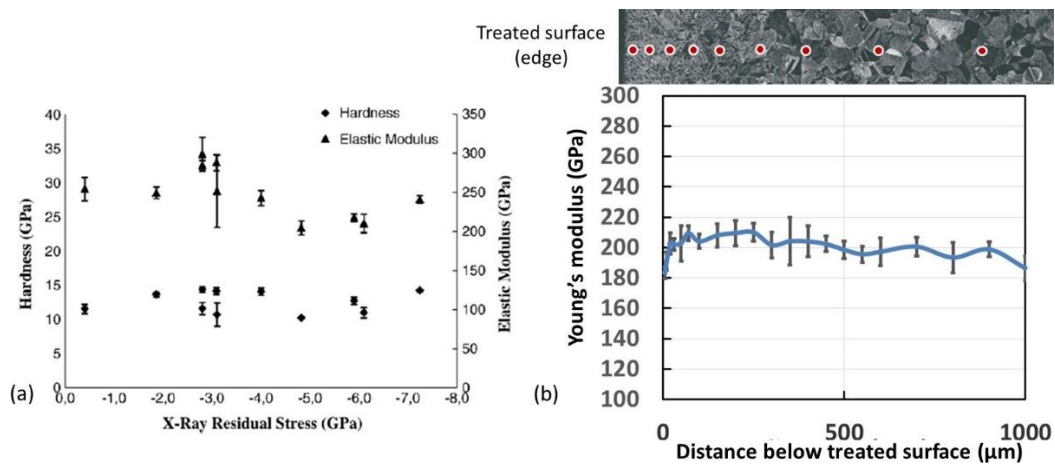 Treated surface
(edge)
40
35
30
25
20
15
10
5
0
Hardness (GPa)
Hardness
Elastic Modulus
350
300
250
200
150
100
50
0
Elastic Modulus (GPa)
0,0 -1,0 -2,0 -3,0 -4,0 -5,0 -6,0 -7,0 -8,0
X-Ray Residual Stress (GPa)
(a)
300
280
260
240
220
200
180
160
140
120
100
Young's modulus (GPa)
0 500 1000
Distance below treated surface (μm)
(b)